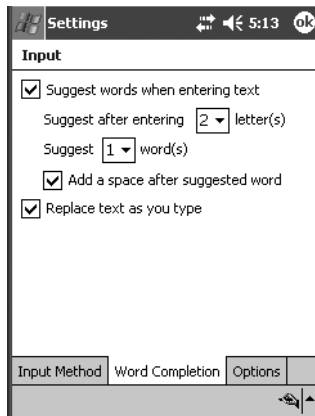 Settings 5:13 ok
Input
Suggest words when entering text
Suggest after entering 2 letter(s)
Suggest 1 word(s)
Add a space after suggested word
Replace text as you type
Input Method Word Completion Options